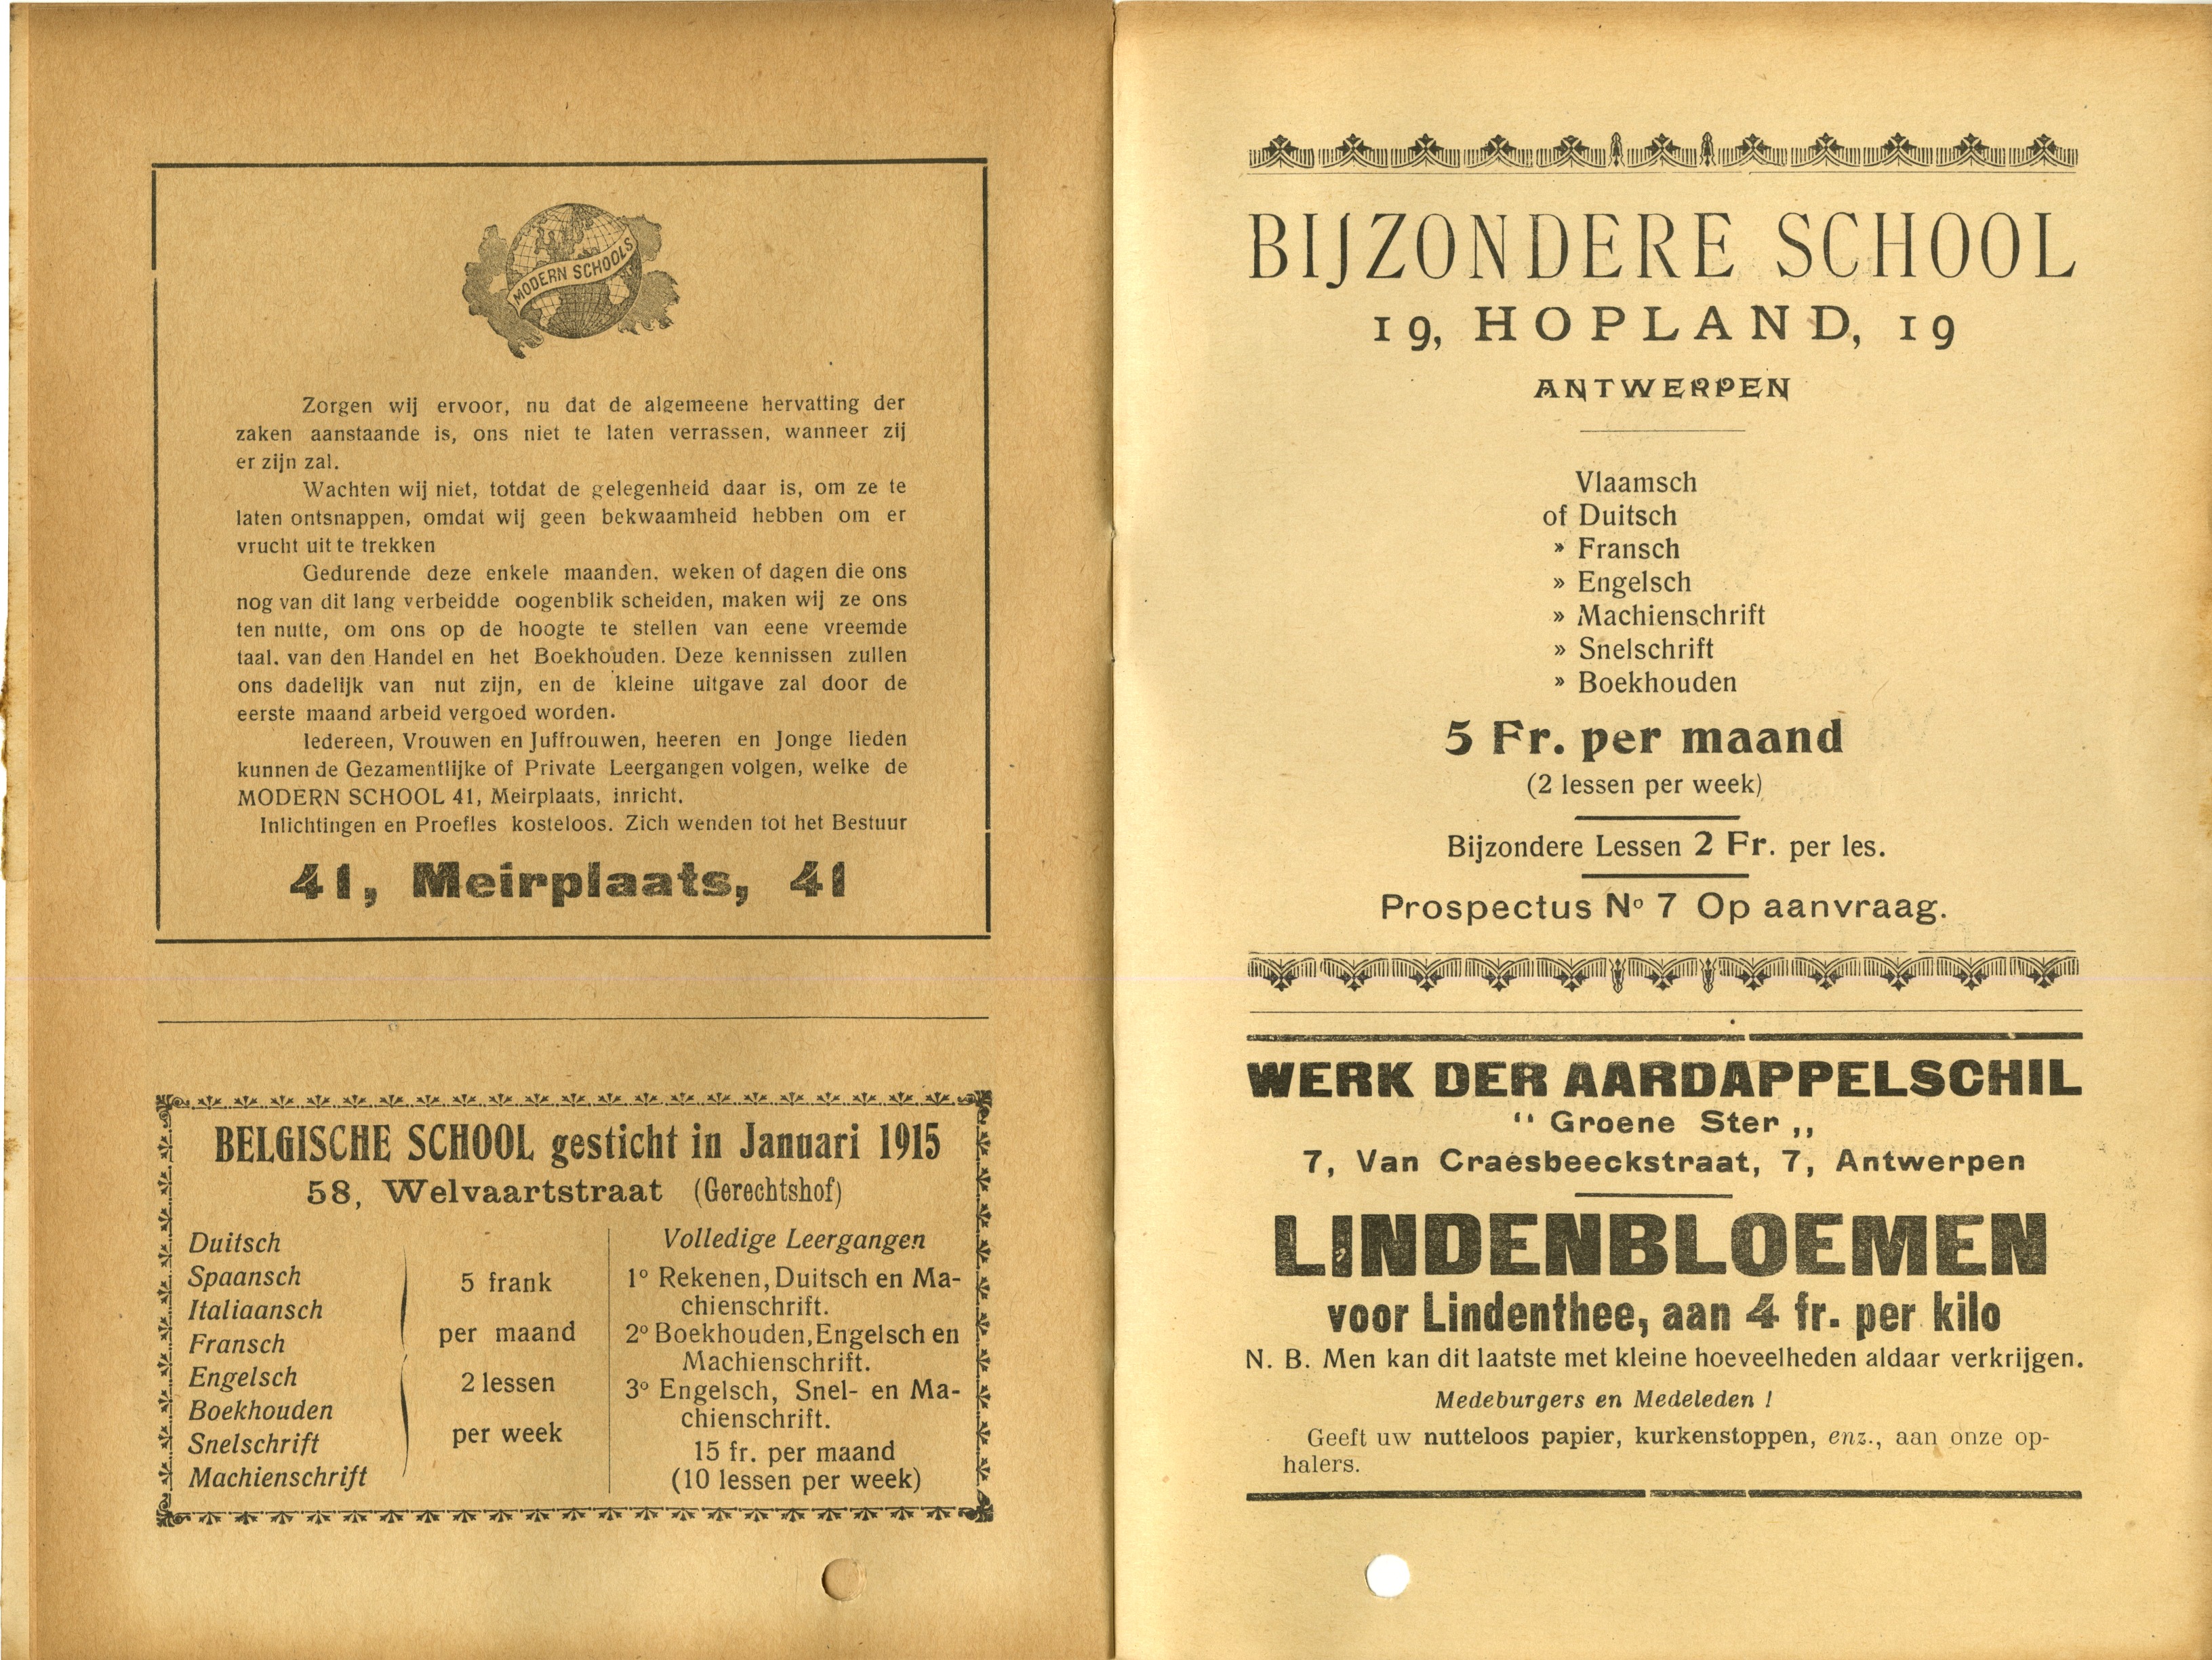 MODERN SCHOOLS
Zorgen wij ervoor, nu dat de algemeene hervatting der
zaken aanstaande is, ons niet te laten verrassen, wanneer zij
er zijn zal.
Wachten wij niet, totdat de gelegenheid daar is, om ze te
laten ontsnappen, omdat wij geen bekwaamheid hebben om er
vrucht uit te trekken
Gedurende deze enkele maanden, weken of dagen die ons
nog van dit lang verbeidde oogenblik scheiden, maken wij ze ons
ten nutte, om ons op de hoogte te stellen van eene vreemde
taal. van den Handel en het Boekhouden. Deze kennissen zullen
ons dadelijk van nut zijn, en de kleine uitgave zal door de
eerste maand arbeid vergoed worden.
Iedereen, Vrouwen en Juffrouwen, heeren en Jonge lieden
kunnen de Gezamentlijke of Private Leergangen volgen, welke de
MODERN SCHOOL 41, Meirplaats, inricht.
Inlichtingen en Proefles kosteloos. Zich wenden tot het Bestuur
41, Meirplaats, 41
BELGISCHE SCHOOL gesticht in Januari 1915
58, Welvaartstraat (Gerechtshof)
Duitsch
Spaansch
Italiaansch
Fransch
Engelsch
Boekhouden
Snelschrift
Machienschrift
5 frank
per maand
2 lessen
per week
Volledige Leergangen
1º Rekenen, Duitsch en Ma-
chienschrift.
2º Boekhouden, Engelsch en
Machienschrift.
3º Engelsch, Snel- en Ma-
chienschrift.
15 fr. per maand
(10 lessen per week)
BIJZONDERE SCHOOL
19, HOPLAND, 19
ANTWERPEN
Vlaamsch
of Duitsch
» Fransch
» Engelsch
» Machienschrift
» Snelschrift
» Boekhouden
5 Fr. per maand
(2 lessen per week)
Bijzondere Lessen 2 Fr. per les.
Prospectus Nº 7 Op aanvraag.
WERK DER AARDAPPELSCHIL
“ Groene Ster „
7, Van Craesbeeckstraat, 7, Antwerpen
LINDENBLOEMEN
voor Lindenthee, aan 4 fr. per kilo
N. B. Men kan dit laatste met kleine hoeveelheden aldaar verkrijgen.
Medeburgers en Medeleden !
Geeft uw nutteloos papier, kurkenstoppen, enz., aan onze op-
halers.